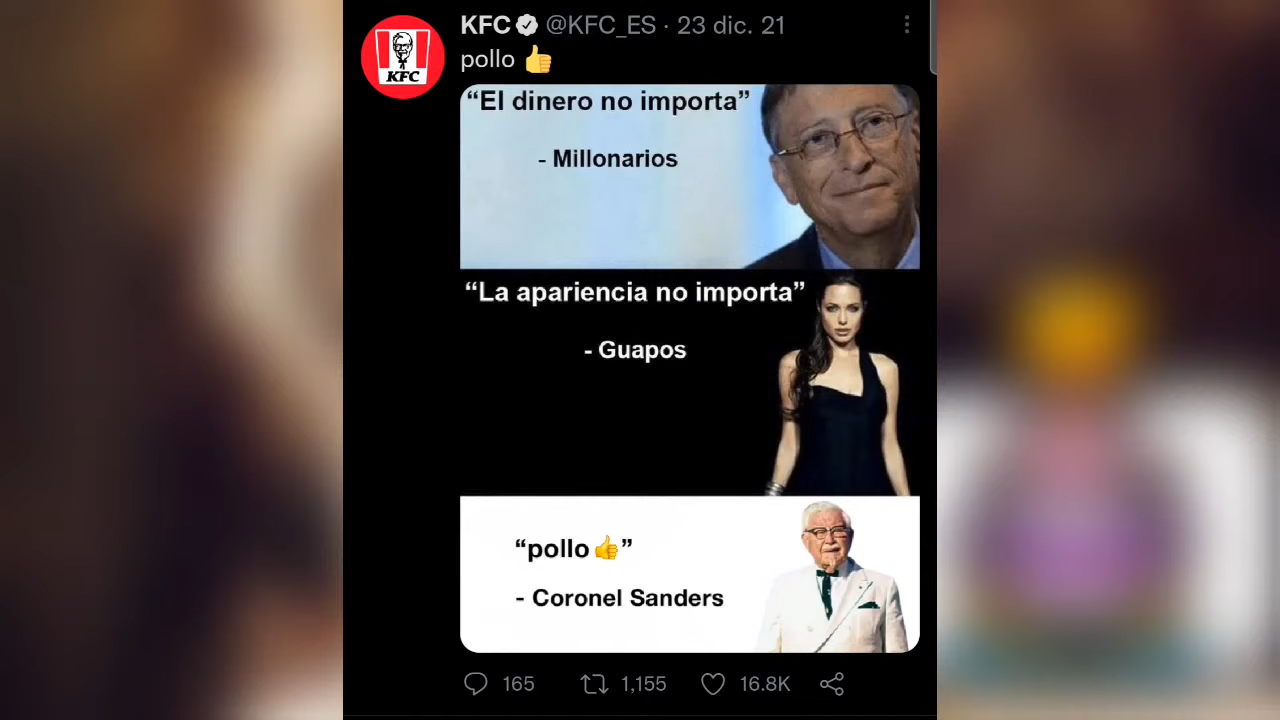 KFC @KFC_ES · 23 dic. 21
pollo 👍
KFC
“El dinero no importa”
- Millonarios
“La apariencia no importa”
- Guapos
“pollo👍”
- Coronel Sanders
165 1,155 16.8K